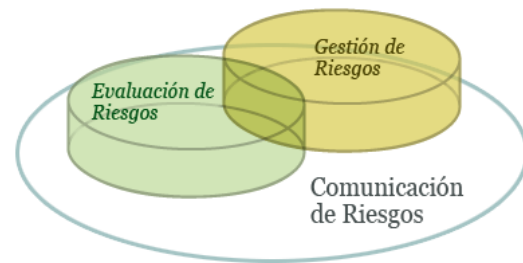 Gestión de
Riesgos
Evaluación de
Riesgos
Comunicación
de Riesgos